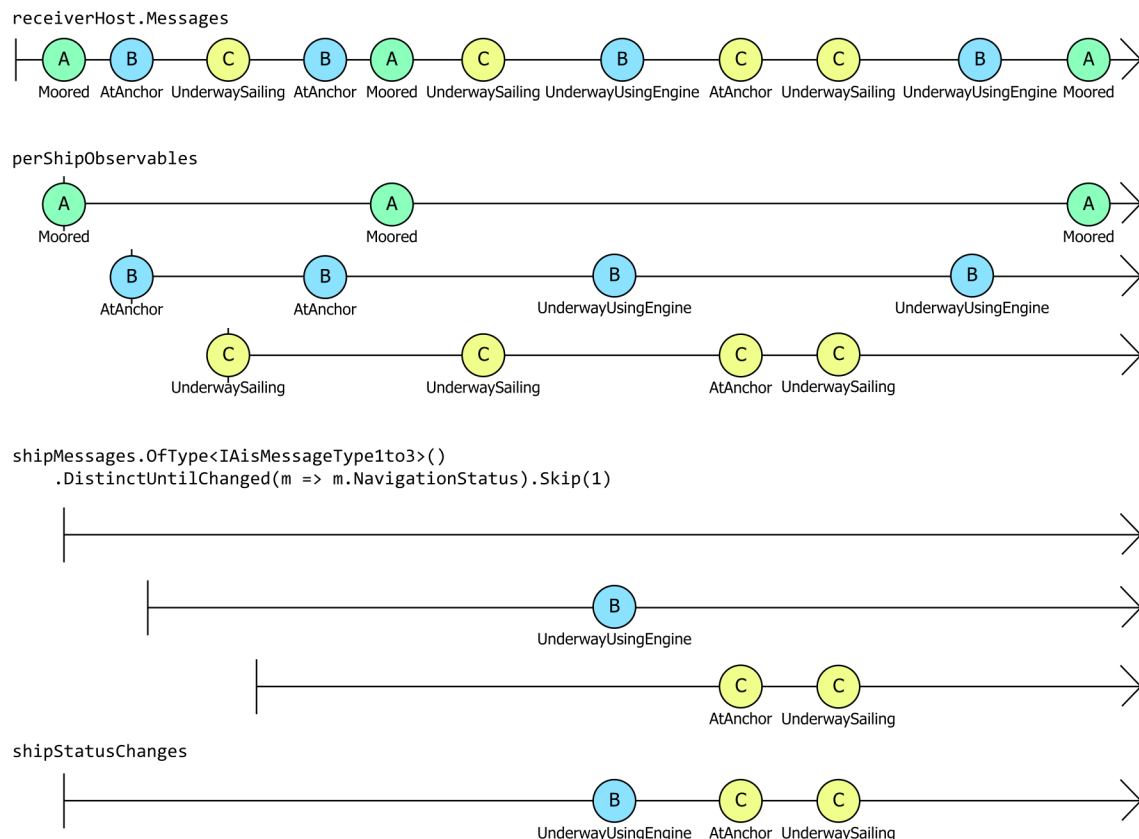 receiverHost.Messages
A B C B A C B C C B A
Moored AtAnchor UnderwaySailing AtAnchor Moored UnderwaySailing UnderwayUsingEngine AtAnchor UnderwaySailing UnderwayUsingEngine Moored
perShipObservables
A A A
Moored Moored Moored
B B B B
AtAnchor AtAnchor UnderwayUsingEngine UnderwayUsingEngine
C C C C
UnderwaySailing UnderwaySailing AtAnchor UnderwaySailing
shipMessages.OfType<IAisMessageType1to3>()
.DistinctUntilChanged(m => m.NavigationStatus).Skip(1)
B
UnderwayUsingEngine
C C
AtAnchor UnderwaySailing
shipStatusChanges
B C C
UnderwayUsingEngine AtAnchor UnderwaySailing